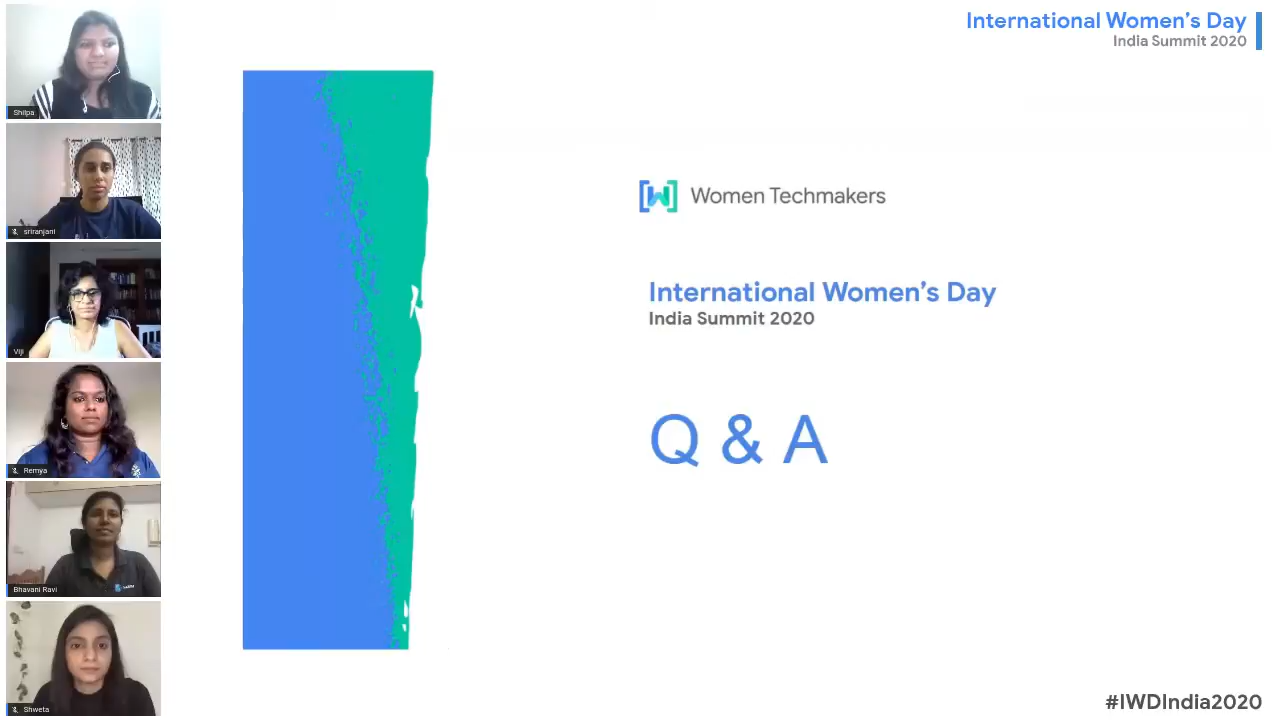 International Women's Day
India Summit 2020
Shilpa
sriranjani
Viji
Remya
Bhavani Ravi
Shweta
Women Techmakers
International Women's Day
India Summit 2020
Q & A
#IWDIndia2020